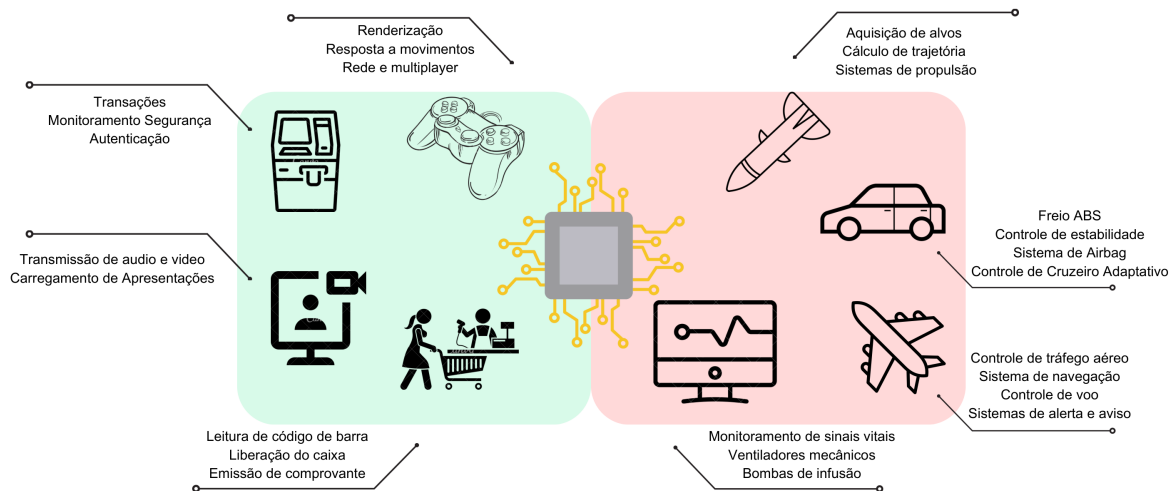 Renderização
Resposta a movimentos
Rede e multiplayer
Aquisição de alvos
Cálculo de trajetória
Sistemas de propulsão
Transações
Monitoramento Segurança
Autenticação
Freio ABS
Controle de estabilidade
Sistema de Airbag
Controle de Cruzeiro Adaptativo
Transmissão de audio e video
Carregamento de Apresentações
Controle de tráfego aéreo
Sistema de navegação
Controle de voo
Sistemas de alerta e aviso
Leitura de código de barra
Liberação do caixa
Emissão de comprovante
Monitoramento de sinais vitais
Ventiladores mecânicos
Bombas de infusão